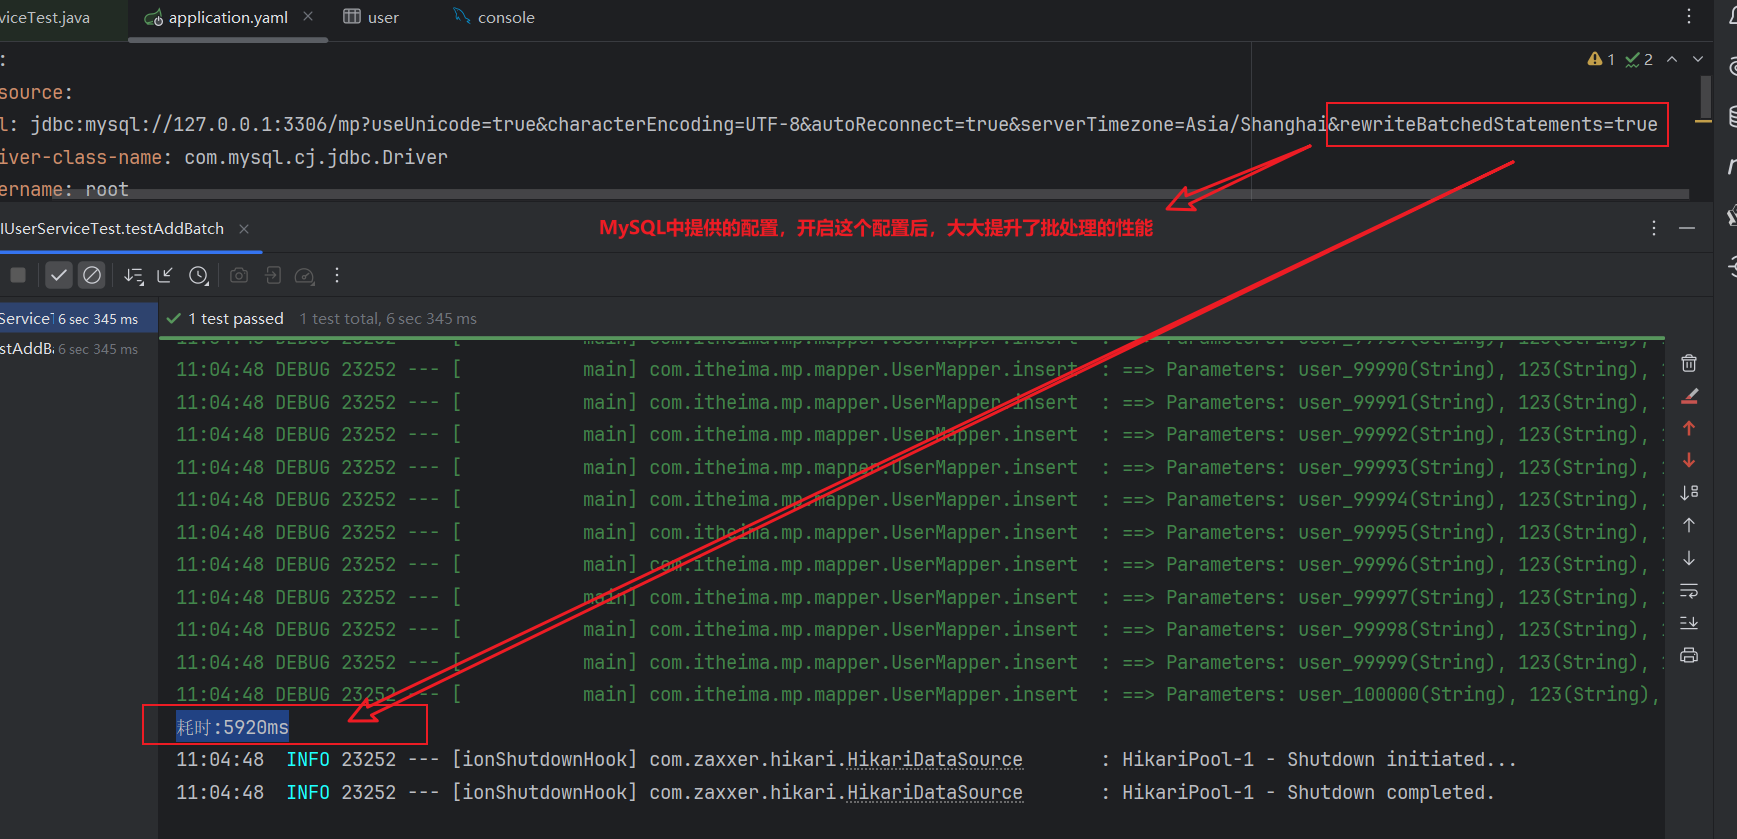 viceTest.java
application.yaml
user
console
:
1
2
source:
l: jdbc:mysql://127.0.0.1:3306/mp?useUnicode=true&characterEncoding=UTF-8&autoReconnect=true&serverTimezone=Asia/Shanghai&rewriteBatchedStatements=true
iver-class-name: com.mysql.cj.jdbc.Driver
ername: root
IUserServiceTest.testAddBatch
MySQL中提供的配置，开启这个配置后，大大提升了批处理的性能
Service 6 sec 345 ms
1 test passed 1 test total, 6 sec 345 ms
stAddBa 6 sec 345 ms
11:04:48 DEBUG 23252 --- [ main] com.itheima.mp.mapper.UserMapper.insert : ==> Parameters: user_99990(String), 123(String),
11:04:48 DEBUG 23252 --- [ main] com.itheima.mp.mapper.UserMapper.insert : ==> Parameters: user_99991(String), 123(String),
11:04:48 DEBUG 23252 --- [ main] com.itheima.mp.mapper.UserMapper.insert : ==> Parameters: user_99992(String), 123(String),
11:04:48 DEBUG 23252 --- [ main] com.itheima.mp.mapper.UserMapper.insert : ==> Parameters: user_99993(String), 123(String),
11:04:48 DEBUG 23252 --- [ main] com.itheima.mp.mapper.UserMapper.insert : ==> Parameters: user_99994(String), 123(String),
11:04:48 DEBUG 23252 --- [ main] com.itheima.mp.mapper.UserMapper.insert : ==> Parameters: user_99995(String), 123(String),
11:04:48 DEBUG 23252 --- [ main] com.itheima.mp.mapper.UserMapper.insert : ==> Parameters: user_99996(String), 123(String),
11:04:48 DEBUG 23252 --- [ main] com.itheima.mp.mapper.UserMapper.insert : ==> Parameters: user_99997(String), 123(String),
11:04:48 DEBUG 23252 --- [ main] com.itheima.mp.mapper.UserMapper.insert : ==> Parameters: user_99998(String), 123(String),
11:04:48 DEBUG 23252 --- [ main] com.itheima.mp.mapper.UserMapper.insert : ==> Parameters: user_99999(String), 123(String),
11:04:48 DEBUG 23252 --- [ main] com.itheima.mp.mapper.UserMapper.insert : ==> Parameters: user_100000(String), 123(String),
耗时:5920ms
11:04:48 INFO 23252 --- [ionShutdownHook] com.zaxxer.hikari.HikariDataSource : HikariPool-1 - Shutdown initiated...
11:04:48 INFO 23252 --- [ionShutdownHook] com.zaxxer.hikari.HikariDataSource : HikariPool-1 - Shutdown completed.